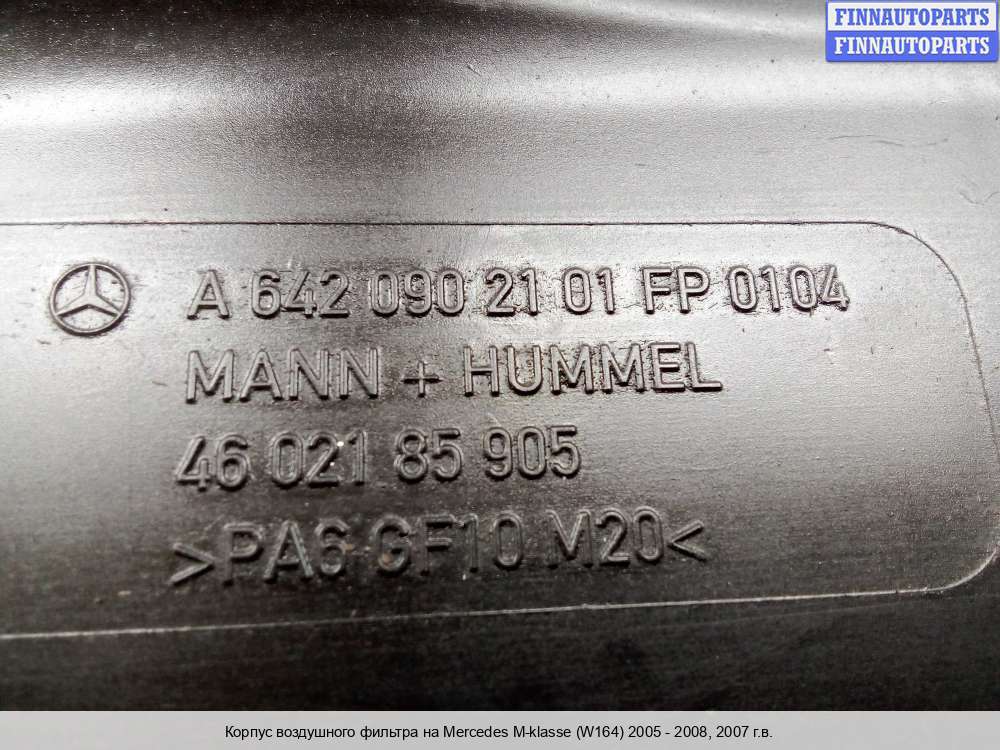 FINNAUTOPARTS
FINNAUTOPARTS
A 642 090 21 01 FP 0104
MANN + HUMMEL
46 021 85 905
>PA6 GF10 M20<
Корпус воздушного фильтра на Mercedes M-klasse (W164) 2005 - 2008, 2007 г.в.